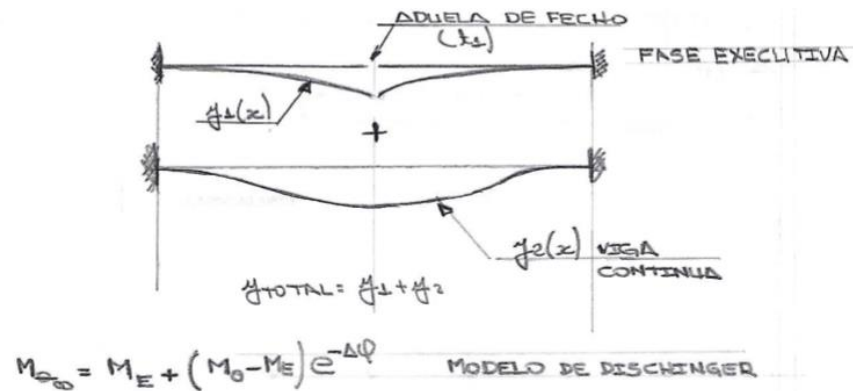 ADUELA DE FECHO
(t1)
FASE EXECUTIVA
y1(x)
+
y2(x) VIGA
CONTINUA
yTOTAL = y1 + y2
M∞ = ME + (M0 - ME) e^-Δφ MODELO DE DISCHINGER